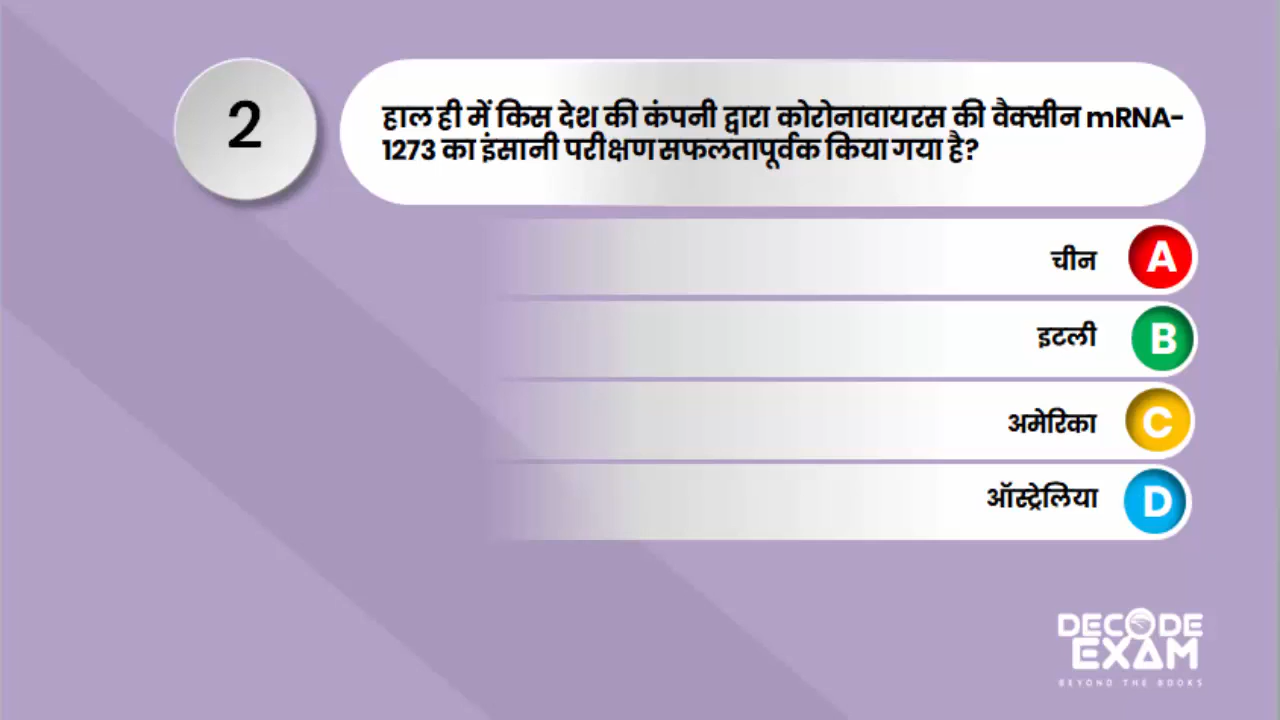 2
हाल ही में किस देश की कंपनी द्वारा कोरोनावायरस की वैक्सीन mRNA-
1273 का इंसानी परीक्षण सफलतापूर्वक किया गया है?
चीन A
इटली B
अमेरिका C
ऑस्ट्रेलिया D
DECODE
EXAM
BEYOND THE BOOKS